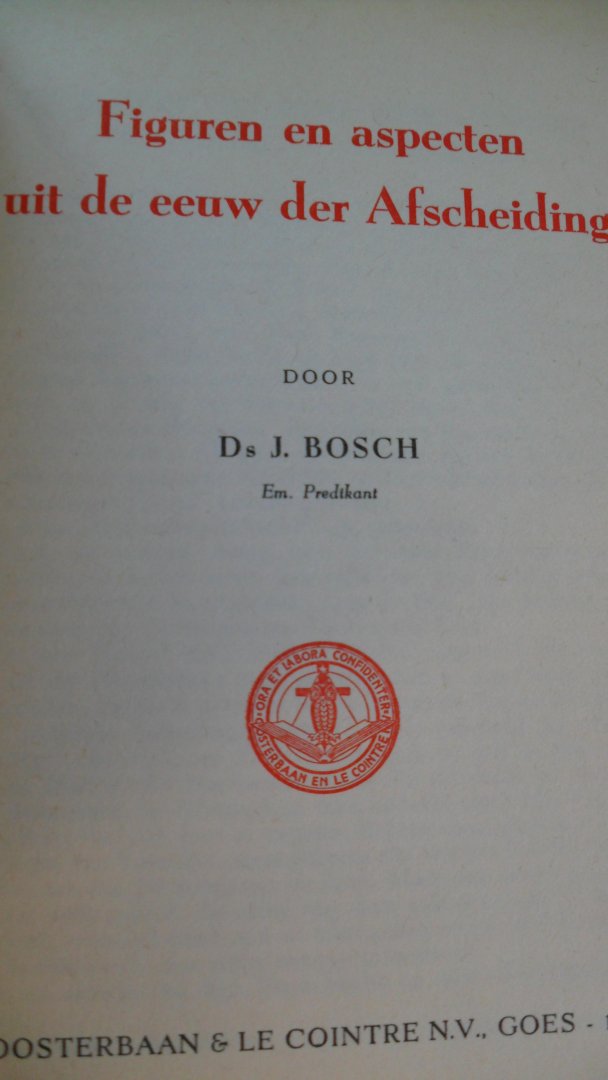 Figuren en aspecten
uit de eeuw der Afscheiding
DOOR
Ds J. BOSCH
Em. Predikant
ORA ET LABORA CONFIDENTER
OOSTERBAAN EN LE COINTRE
OOSTERBAAN & LE COINTRE N.V., GOES -